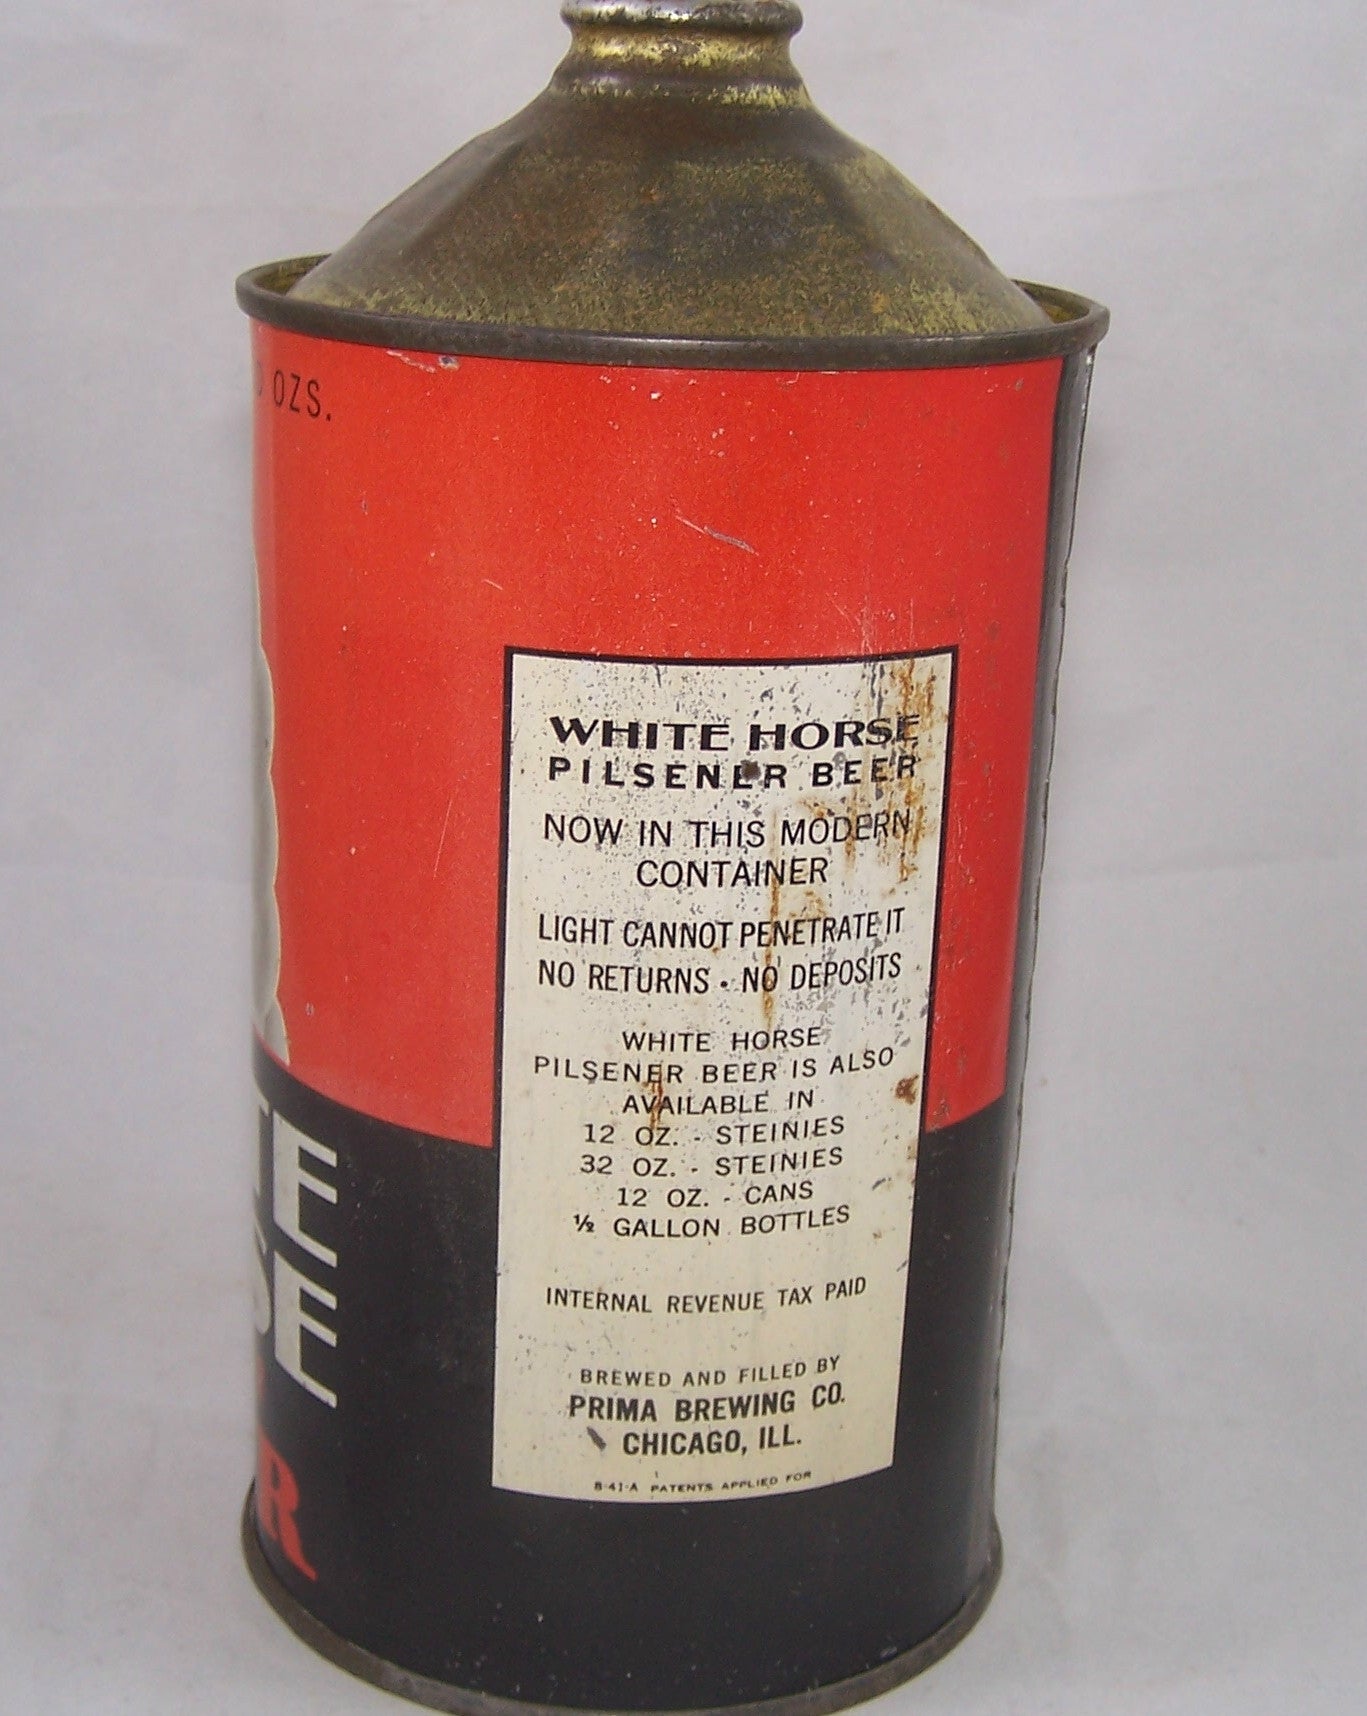 OZS.
WHITE HORSE
PILSENER BEER
NOW IN THIS MODERN
CONTAINER
LIGHT CANNOT PENETRATE IT
NO RETURNS · NO DEPOSITS
WHITE HORSE
PILSENER BEER IS ALSO
AVAILABLE IN
12 OZ. - STEINIES
32 OZ. - STEINIES
12 OZ. - CANS
½ GALLON BOTTLES
INTERNAL REVENUE TAX PAID
BREWED AND FILLED BY
PRIMA BREWING CO.
CHICAGO, ILL.
8-41-A PATENTS APPLIED FOR
TE
SE
R